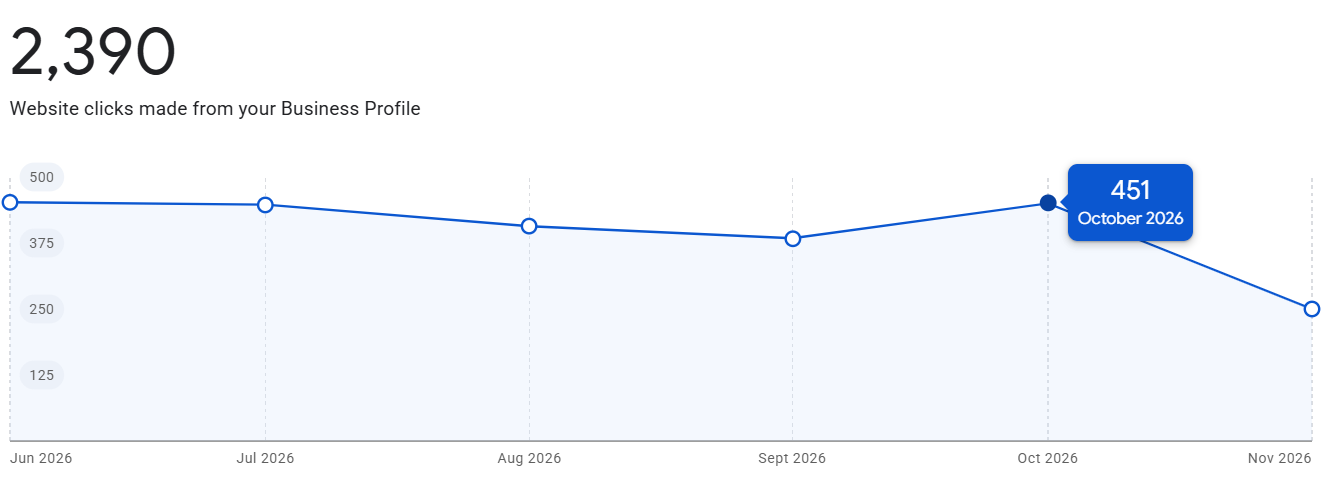 2,390
Website clicks made from your Business Profile
500
451
October 2026
375
250
125
Jun 2026 Jul 2026 Aug 2026 Sept 2026 Oct 2026 Nov 2026